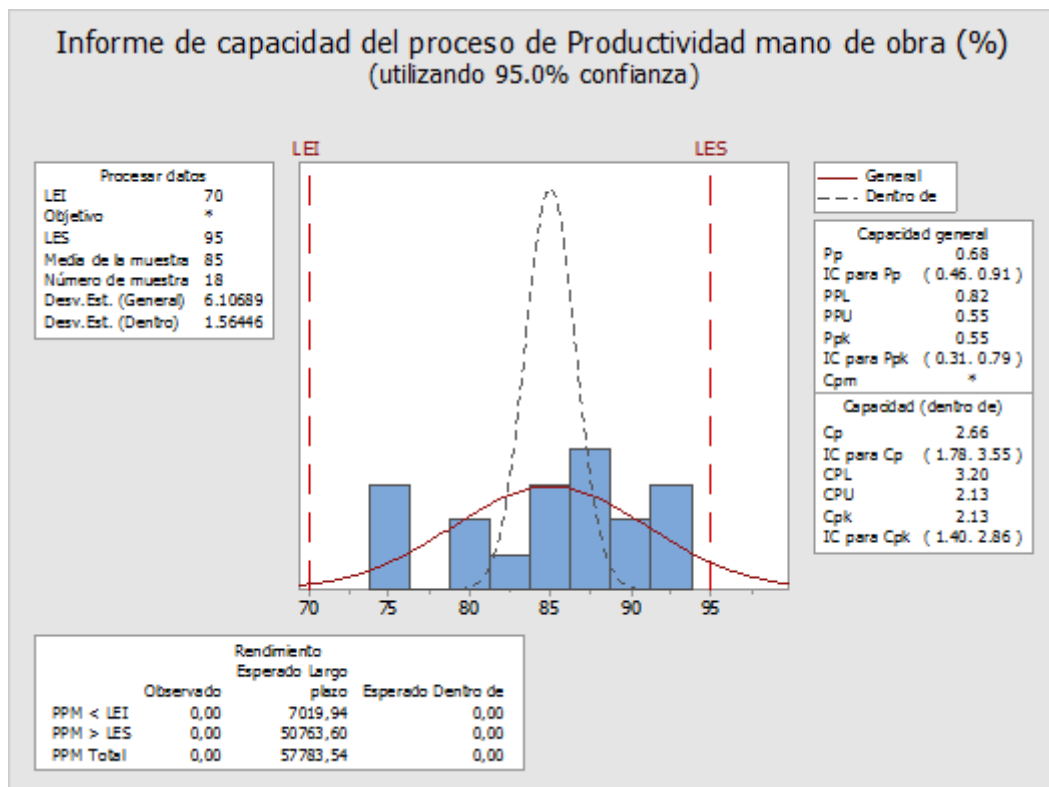 Informe de capacidad del proceso de Productividad mano de obra (%)
(utilizando 95.0% confianza)
LEI LES
Procesar datos
LEI 70
Objetivo *
LES 95
Media de la muestra 85
Número de muestra 18
Desv.Est. (General) 6.10689
Desv.Est. (Dentro) 1.56446
General
Dentro de
Capacidad general
Pp 0.68
IC para Pp ( 0.46. 0.91 )
PPL 0.82
PPU 0.55
Ppk 0.55
IC para Ppk ( 0.31. 0.79 )
Cpm *
Capacidad (dentro de)
Cp 2.66
IC para Cp ( 1.78. 3.55 )
CPL 3.20
CPU 2.13
Cpk 2.13
IC para Cpk ( 1.40. 2.86 )
70 75 80 85 90 95
Rendimiento
Esperado Largo
Observado plazo Esperado Dentro de
PPM < LEI 0,00 7019,94 0,00
PPM > LES 0,00 50763,60 0,00
PPM Total 0,00 57783,54 0,00